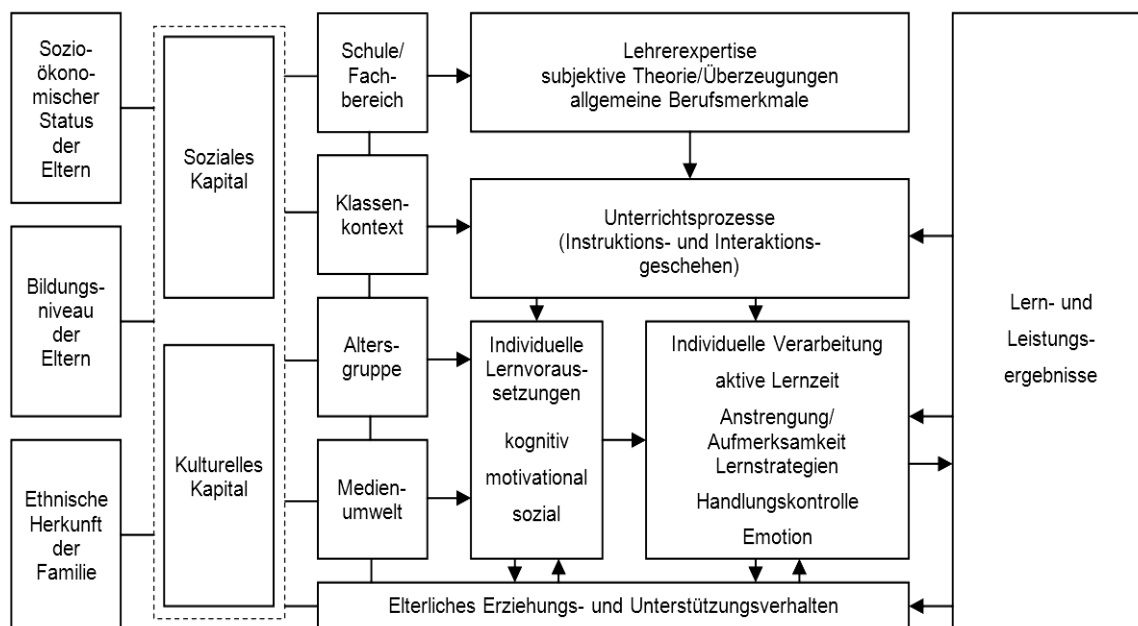 Sozio-
ökono-
mischer
Status
der
Eltern
Bildungs-
niveau
der
Eltern
Ethnische
Herkunft
der
Familie
Soziales
Kapital
Kulturelles
Kapital
Schule/
Fach-
bereich
Klassen-
kontext
Alters-
gruppe
Medien-
umwelt
Lehrerexpertise
subjektive Theorie/Überzeugungen
allgemeine Berufsmerkmale
Unterrichtsprozesse
(Instruktions- und Interaktions-
geschehen)
Individuelle
Lernvoraus-
setzungen
kognitiv
motivational
sozial
Individuelle Verarbeitung
aktive Lernzeit
Anstrengung/
Aufmerksamkeit
Lernstrategien
Handlungskontrolle
Emotion
Elterliches Erziehungs- und Unterstützungsverhalten
Lern- und
Leistungs-
ergebnisse